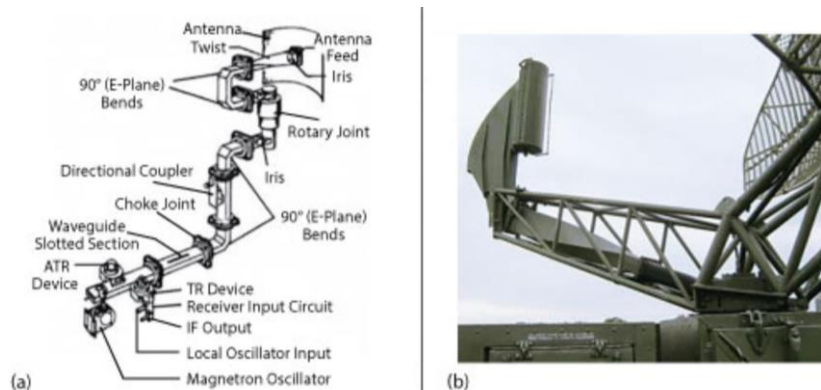 Antenna
Twist
Antenna
Feed
Iris
90° (E-Plane)
Bends
Rotary Joint
Iris
Directional Coupler
Choke Joint
90° (E-Plane)
Bends
Waveguide
Slotted Section
ATR
Device
TR Device
Receiver Input Circuit
IF Output
Local Oscillator Input
Magnetron Oscillator
(a)
(b)